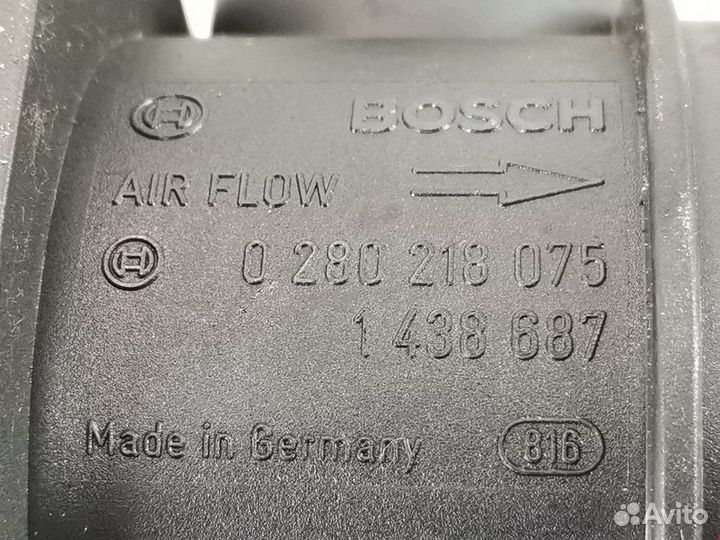 BOSCH
AIR FLOW
0 280 218 075
1 438 687
Made in Germany 816
Avito